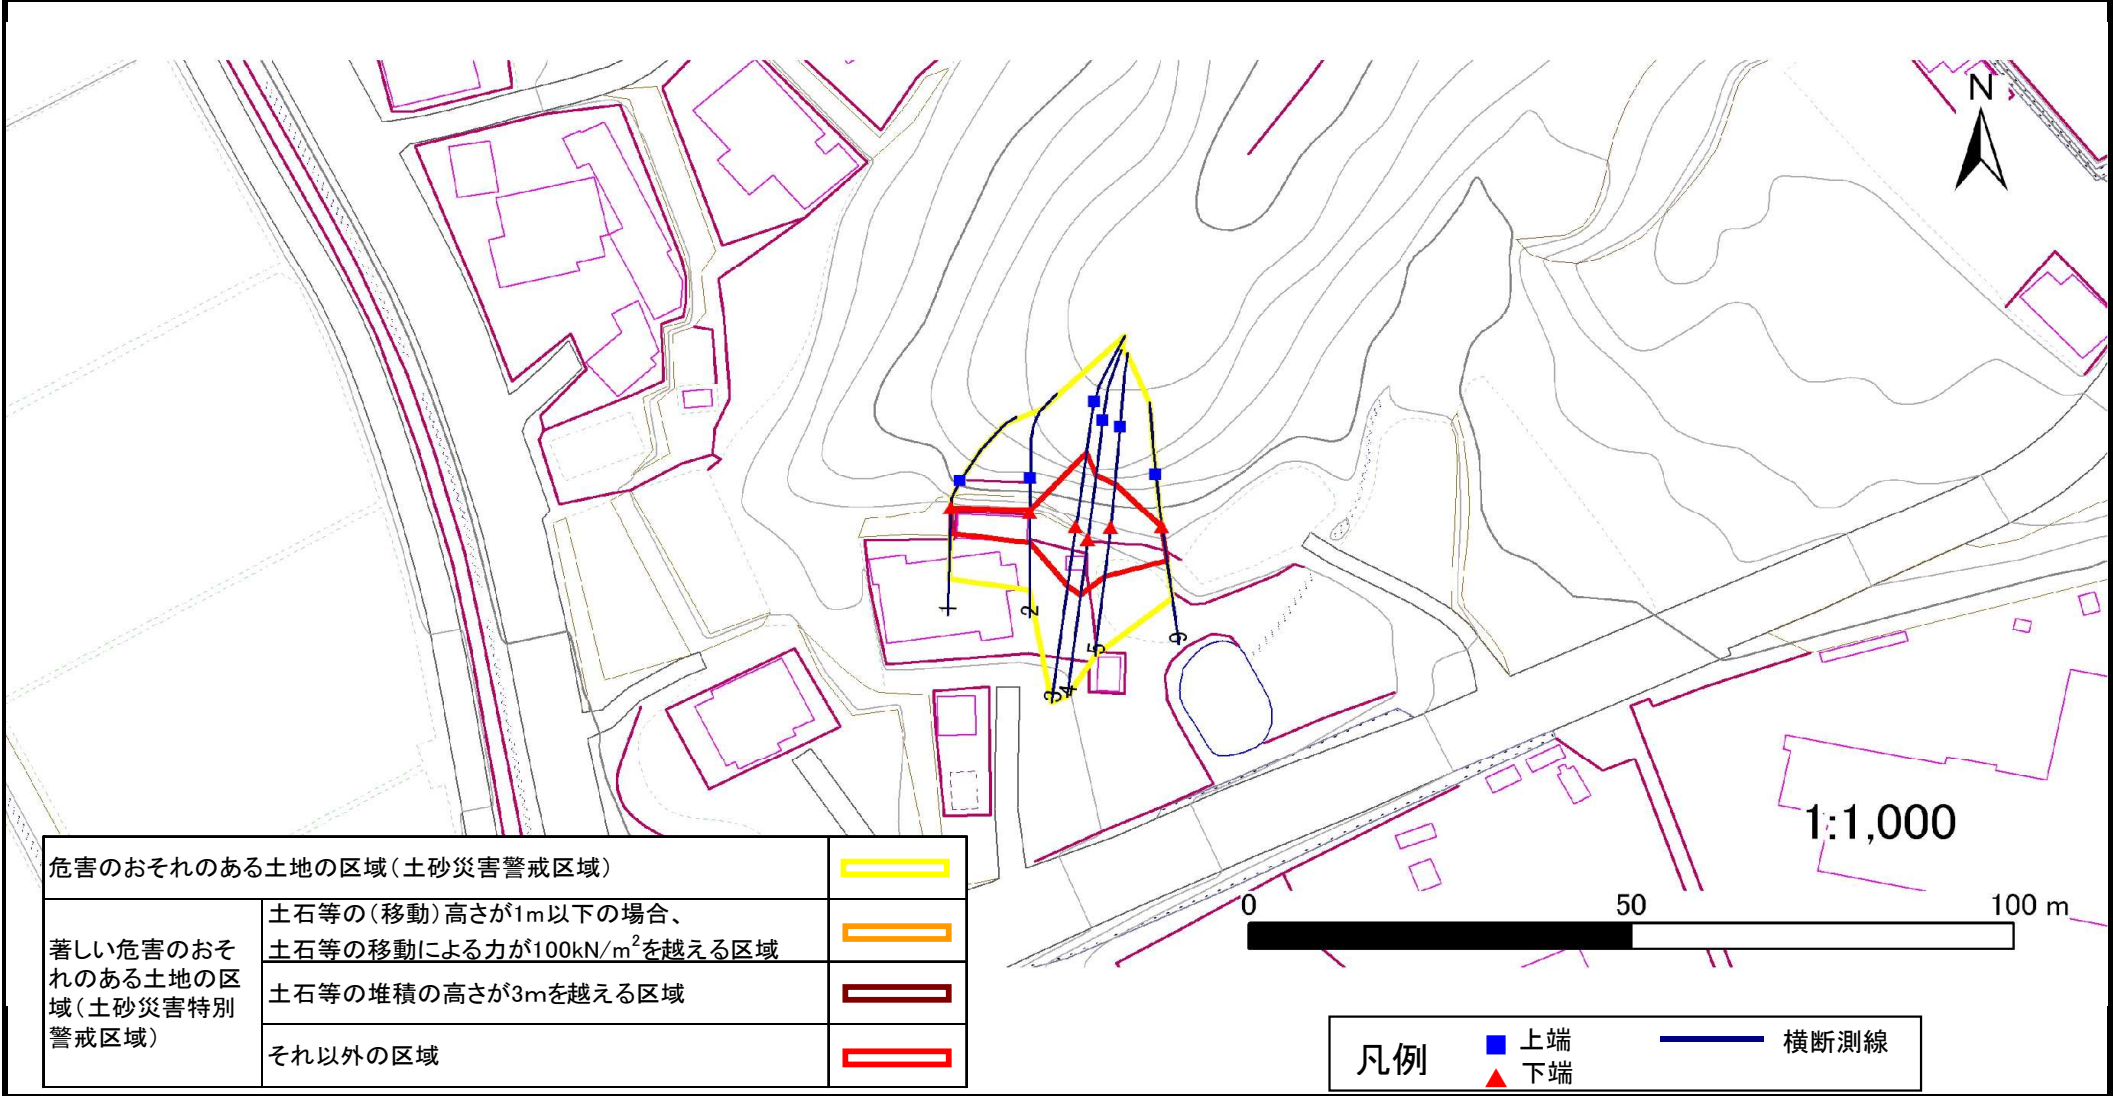 N
1
2
3
4
5
9
1:1,000
0 50 100 m
危害のおそれのある土地の区域(土砂災害警戒区域)
著しい危害のおそ
れのある土地の区
域(土砂災害特別
警戒区域)
土石等の(移動)高さが1m以下の場合、
土石等の移動による力が100kN/m²を越える区域
土石等の堆積の高さが3mを越える区域
それ以外の区域
凡例
上端
下端
横断測線